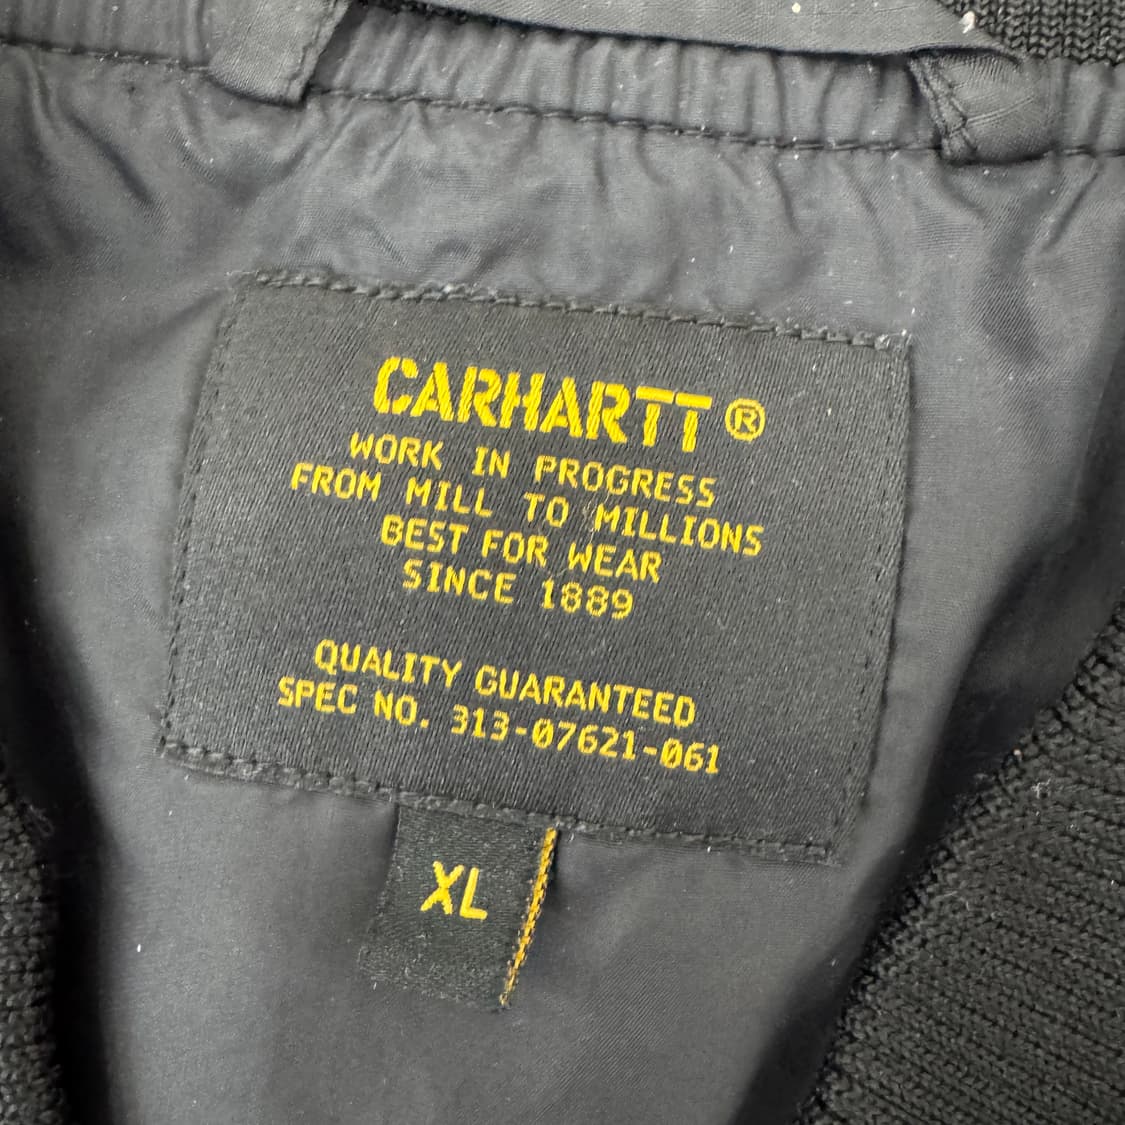 CARHARTT®
WORK IN PROGRESS
FROM MILL TO MILLIONS
BEST FOR WEAR
SINCE 1889
QUALITY GUARANTEED
SPEC NO. 313-07621-061
XL